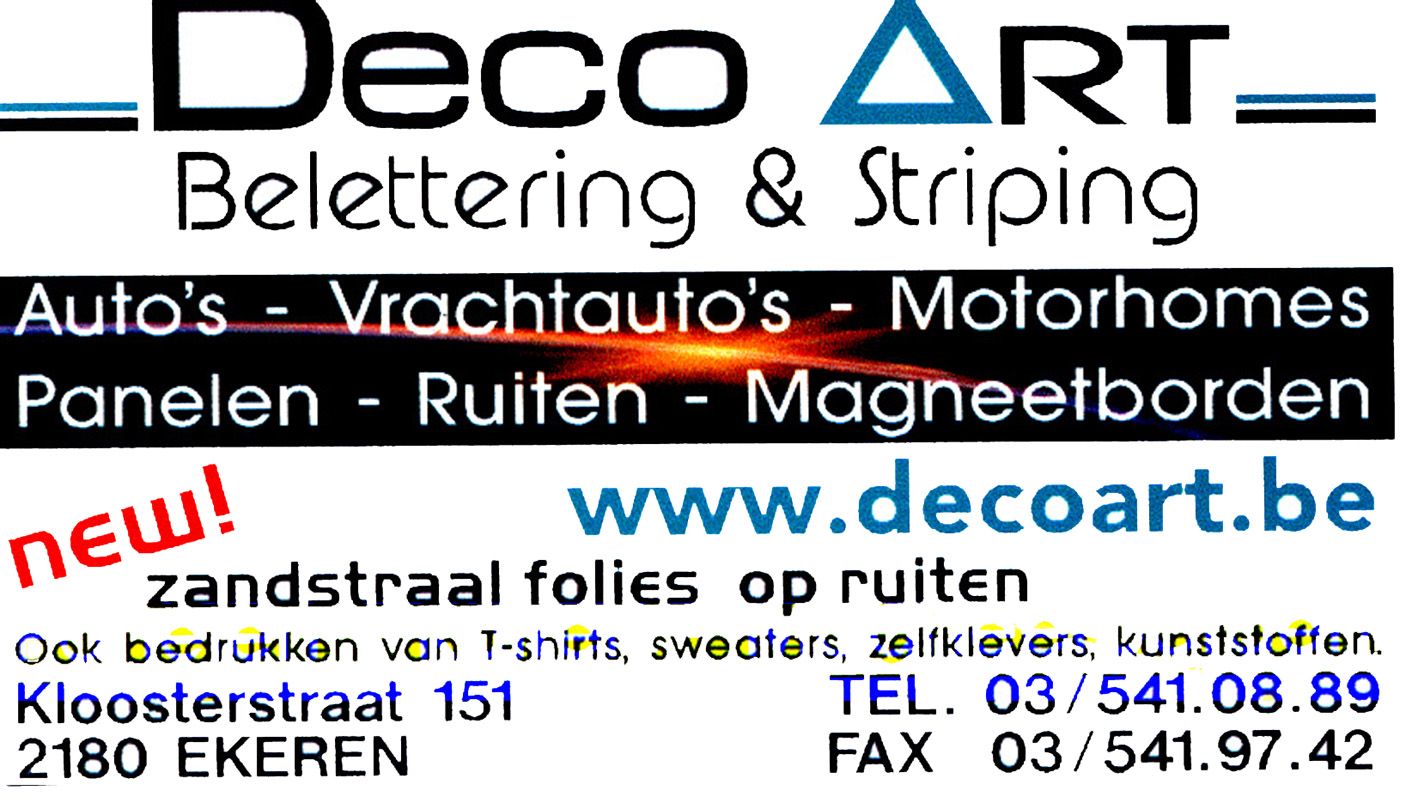 Deco Art
Belettering & Striping
Auto's - Vrachtauto's - Motorhomes
Panelen - Ruiten - Magneetborden
new!
www.decoart.be
zandstraal folies op ruiten
Ook bedrukken van T-shirts, sweaters, zelfklevers, kunststoffen.
Kloosterstraat 151
TEL. 03/541.08.89
2180 EKEREN
FAX 03/541.97.42